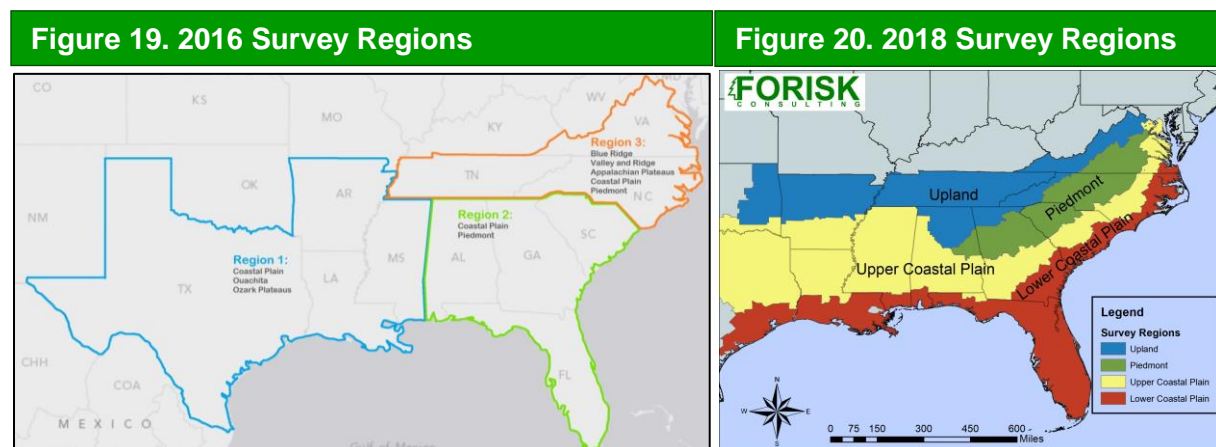 Figure 19. 2016 Survey Regions
CO
KS
MO
KY
WV
VA
OK
AR
TN
NC
NM
TX
LA
MS
AL
GA
SC
FL
CHH
COA
MEXICO
Region 1:
Coastal Plain
Ouachita
Ozark Plateaus
Region 2:
Coastal Plain
Piedmont
Region 3:
Blue Ridge
Valley and Ridge
Appalachian Plateaus
Coastal Plain
Piedmont
Figure 20. 2018 Survey Regions
FORISK
CONSULTING
Upland
Piedmont
Upper Coastal Plain
Lower Coastal Plain
Legend
Survey Regions
Upland
Piedmont
Upper Coastal Plain
Lower Coastal Plain
N
W
E
S
0 75 150 300 450 600
Miles